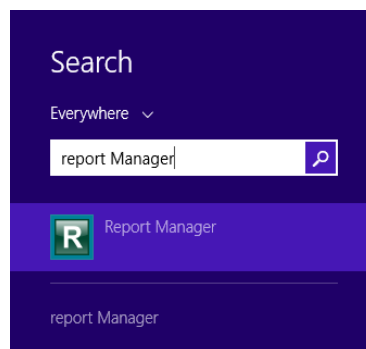 Search
Everywhere
report Manager
R
Report Manager
report Manager